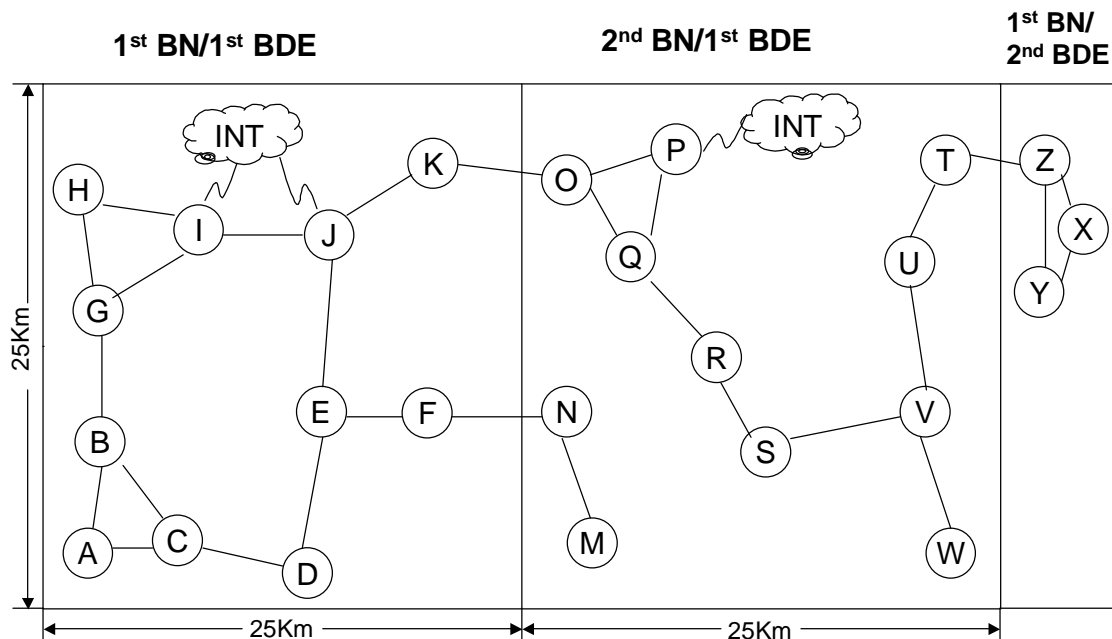 1st BN/1st BDE
2nd BN/1st BDE
1st BN/
2nd BDE
INT
INT
K
P
T
Z
H
O
I
J
X
Q
U
G
Y
25Km
R
E
F
N
V
B
S
C
A
M
W
D
25Km
25Km